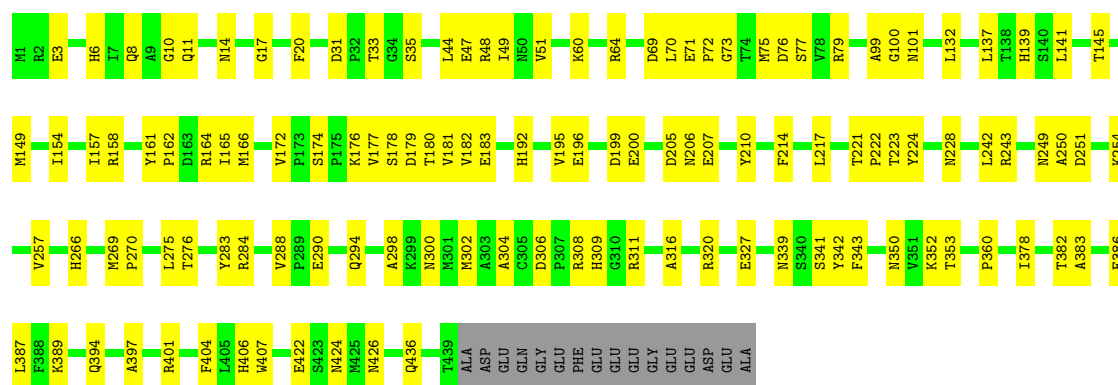 M1 R2 E3 H6 I7 Q8 A9 G10 Q11 N14 G17 F20 D31 P32 T33 G34 S35 L44 E47 R48 I49 N50 V51 K60 R64 D69 L70 E71 P72 G73 T74 M75 D76 S77 V78 R79 A99 G100 N101 L132 L137 T138 H139 S140 L141 T145
M149 I154 I157 R158 Y161 P162 D163 R164 I165 M166 V172 P173 S174 P175 K176 V177 S178 D179 T180 V181 V182 E183 H192 V195 E196 D199 E200 D205 N206 E207 Y210 F214 L217 T221 P222 T223 Y224 N228 L242 R243 N249 A250 D251 K254
V257 H266 M269 P270 L275 T276 Y283 R284 V288 P289 E290 Q294 A298 K299 N300 M301 M302 A303 A304 C305 D306 P307 R308 H309 G310 R311 A316 R320 E327 N339 S340 S341 Y342 F343 N350 V351 K352 T353 P360 I378 T382 A383 E386
L387 F388 K389 Q394 A397 R401 F404 L405 H406 W407 E422 S423 N424 M425 N426 Q436 T439 ALA ASP GLU GLN GLY GLU PHE GLU GLU GLU GLY GLU GLU ASP GLU ALA